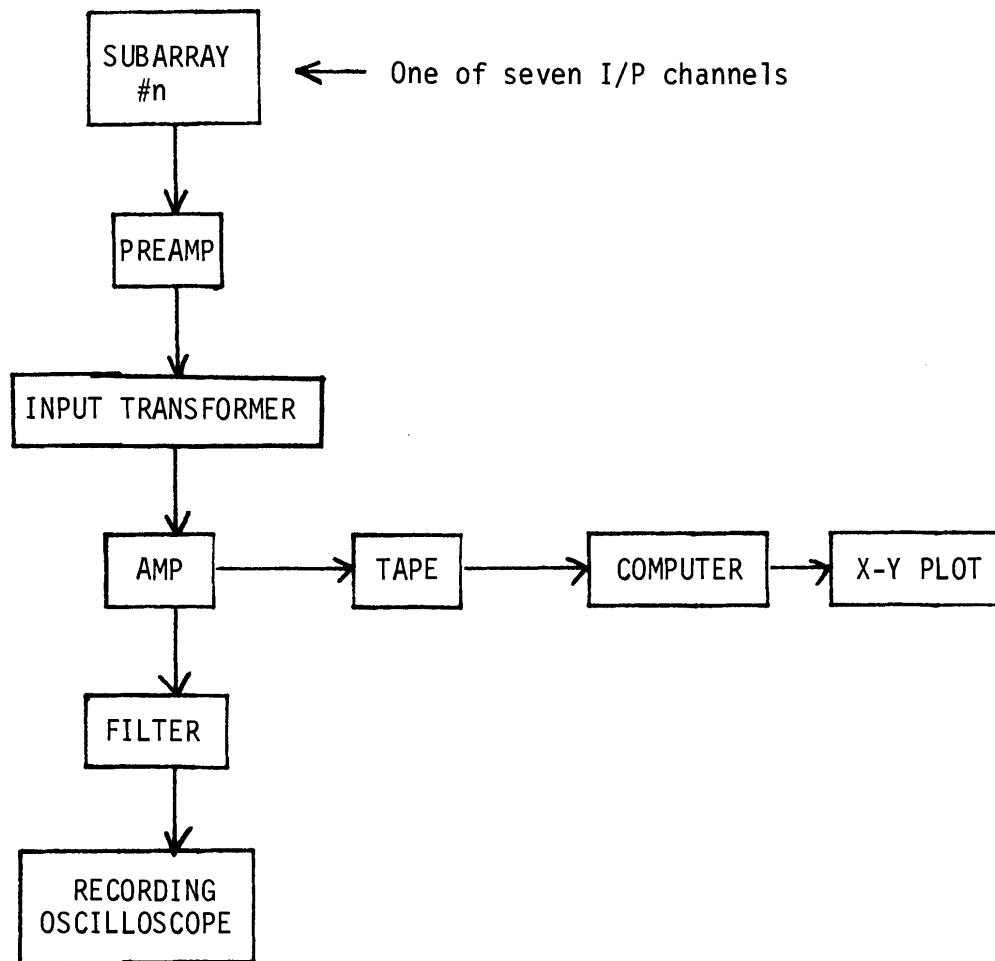 SUBARRAY
#n
One of seven I/P channels
PREAMP
INPUT TRANSFORMER
AMP
TAPE
COMPUTER
X-Y PLOT
FILTER
RECORDING
OSCILLOSCOPE